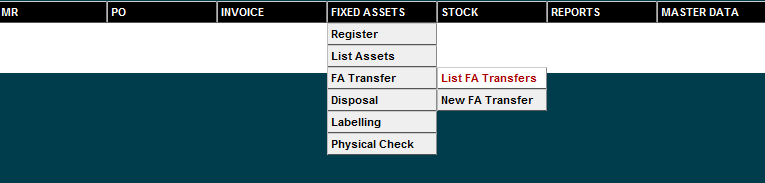 MR PO INVOICE FIXED ASSETS STOCK REPORTS MASTER DATA
Register
List Assets
FA Transfer List FA Transfers
Disposal New FA Transfer
Labelling
Physical Check